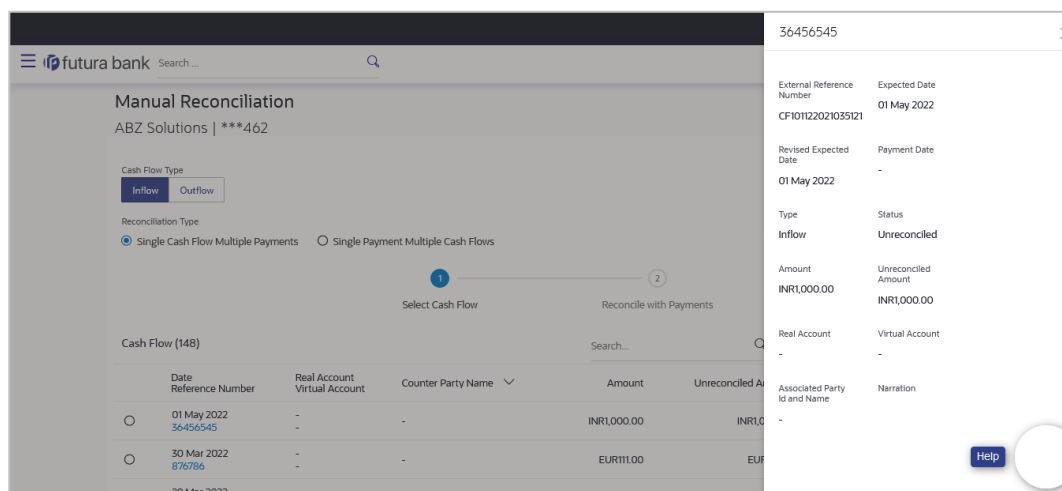 futura bank
Search ...
Manual Reconciliation
ABZ Solutions | ***462
Cash Flow Type
Inflow Outflow
Reconciliation Type
Single Cash Flow Multiple Payments Single Payment Multiple Cash Flows
1 2
Select Cash Flow Reconcile with Payments
Cash Flow (148) Search...
Date Real Account Counter Party Name Amount Unreconciled A
Reference Number Virtual Account
01 May 2022 - - INR1,000.00 INR1,0
36456545 -
30 Mar 2022 - - EUR111.00 EUR
876786 -
36456545
External Reference Expected Date
Number
01 May 2022
CF101122021035121
Revised Expected Payment Date
Date
-
01 May 2022
Type Status
Inflow Unreconciled
Amount Unreconciled
Amount
INR1,000.00
INR1,000.00
Real Account Virtual Account
- -
Associated Party Narration
Id and Name
-
Help